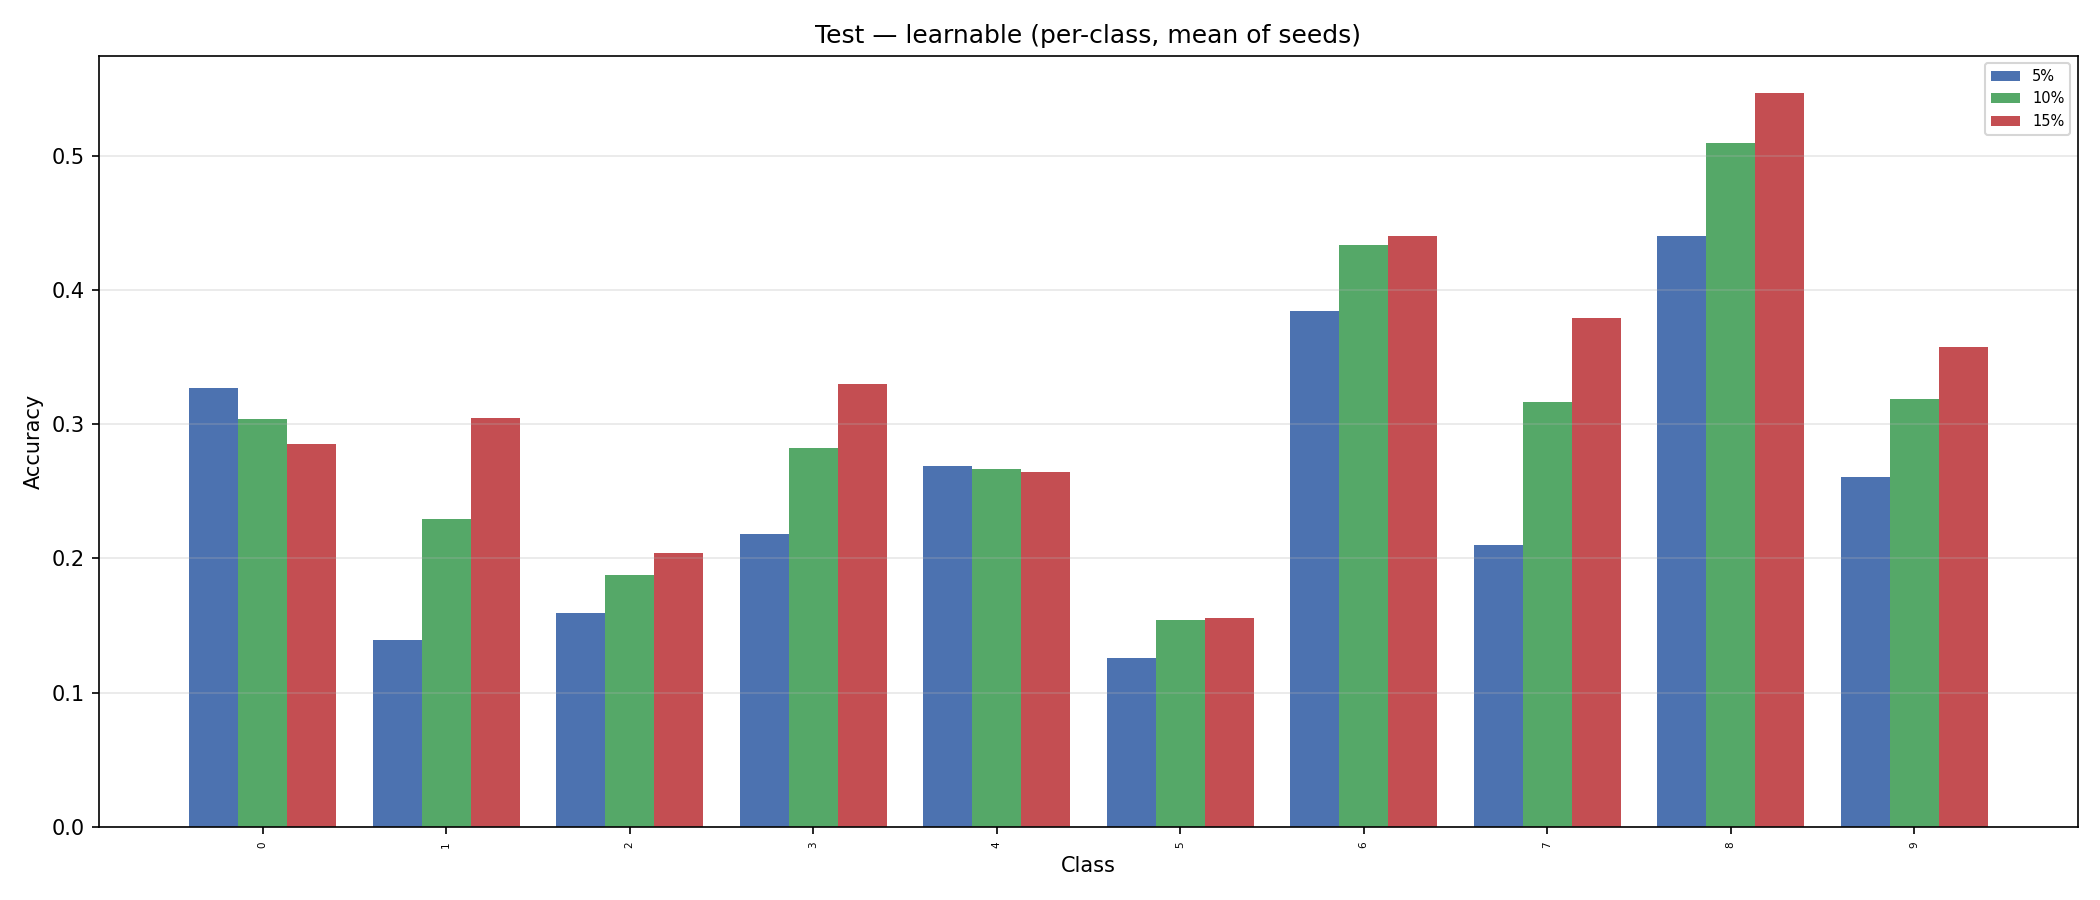 Test — learnable (per-class, mean of seeds)
5%
10%
15%
Accuracy
0.5
0.4
0.3
0.2
0.1
0.0
0 1 2 3 4 5 6 7 8 9
Class